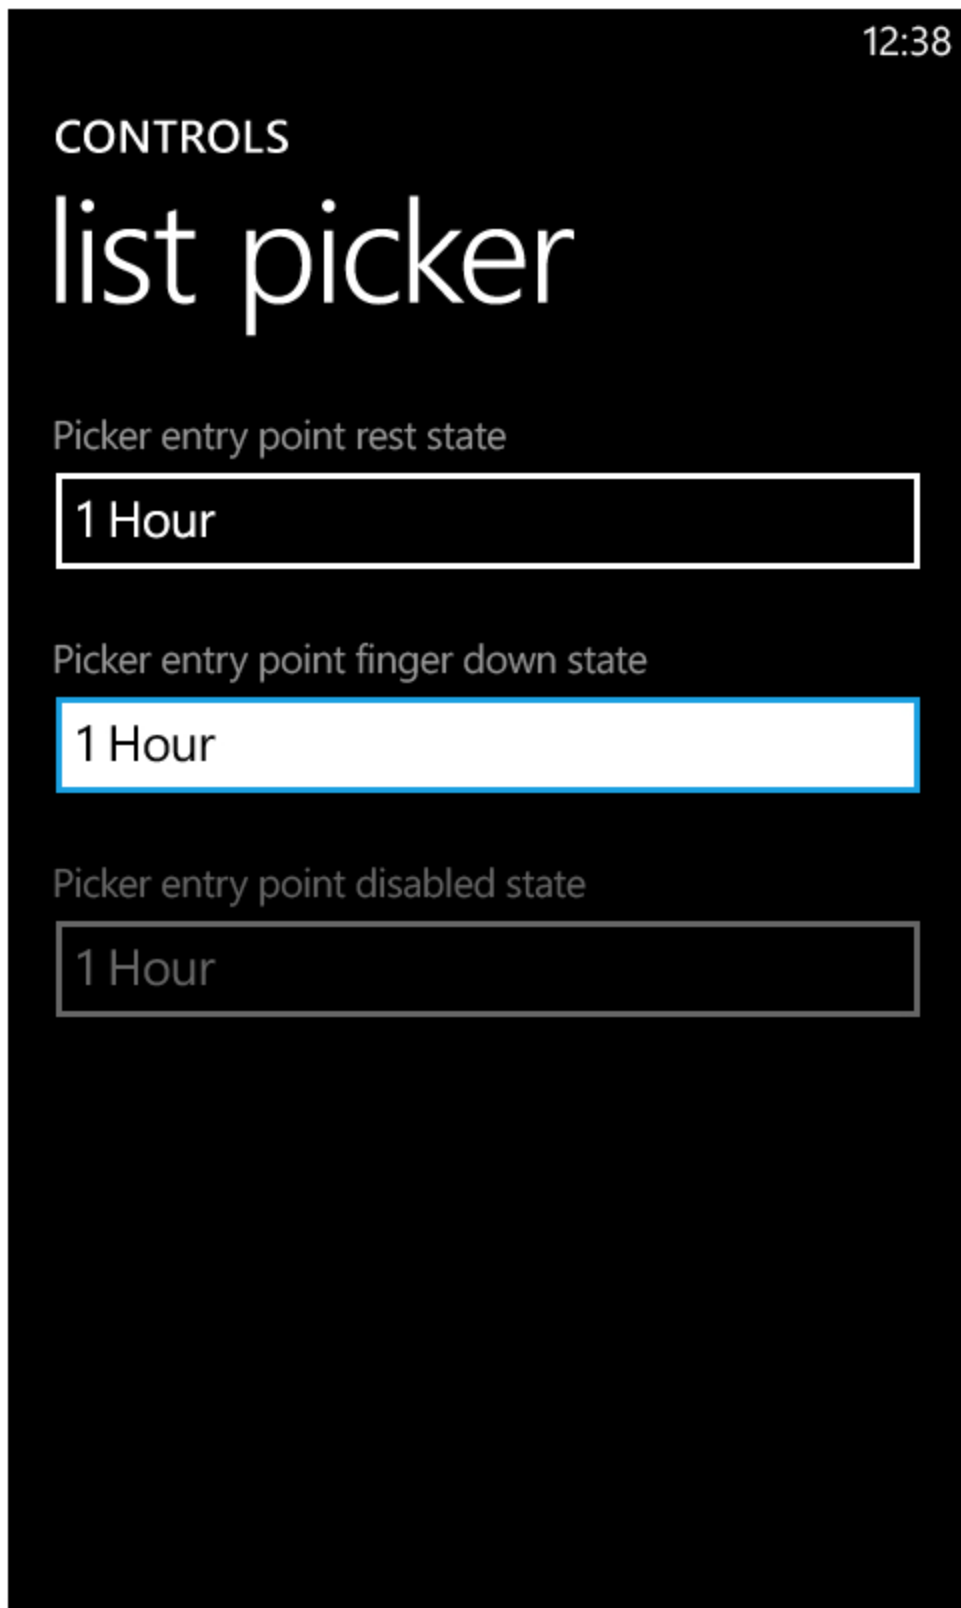 12:38
CONTROLS
list picker
Picker entry point rest state
1 Hour
Picker entry point finger down state
1 Hour
Picker entry point disabled state
1 Hour